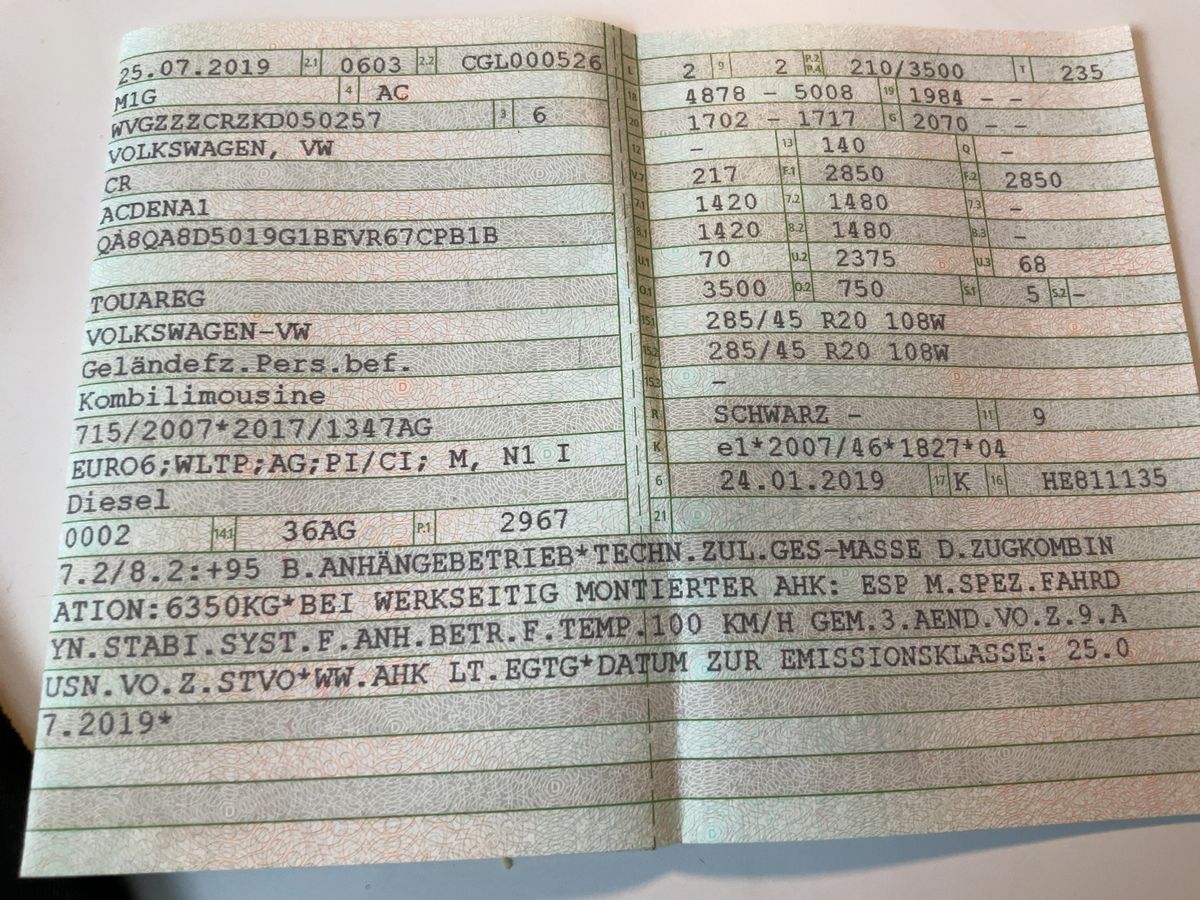 25.07.2019 2.1 0603 2.2 CGL000526 L 2 9 2 P.2 P.4 210/3500 T 235
M1G 4 AC 18 4878 – 5008 19 1984 – –
WVGZZZCRZKD050257 3 6 20 1702 – 1717 G 2070 – –
VOLKSWAGEN, VW 12 – 13 140 Q –
CR V.7 217 F.1 2850 F.2 2850
ACDENA1 7.1 1420 7.2 1480 7.3 –
QA8QA8D5019G1BEVR67CPB1B 8.1 1420 8.2 1480 8.3 –
U.1 70 U.2 2375 U.3 68
TOUAREG O.1 3500 O.2 750 S.1 5 S.2 –
VOLKSWAGEN-VW 15.1 285/45 R20 108W
Geländefz.Pers.bef. 15.2 285/45 R20 108W
Kombilimousine 15.3 –
715/2007*2017/1347AG R SCHWARZ – 11 9
EURO6;WLTP;AG;PI/CI; M, N1 I K e1*2007/46*1827*04
Diesel 6 24.01.2019 17 K 16 HE811135
0002 14.1 36AG P.1 2967 21
7.2/8.2:+95 B.ANHÄNGEBETRIEB*TECHN.ZUL.GES-MASSE D.ZUGKOMBIN
ATION:6350KG*BEI WERKSEITIG MONTIERTER AHK: ESP M.SPEZ.FAHRD
YN.STABI.SYST.F.ANH.BETR.F.TEMP.100 KM/H GEM.3.AEND.VO.Z.9.A
USN.VO.Z.STVO*WW.AHK LT.EGTG*DATUM ZUR EMISSIONSKLASSE: 25.0
7.2019*